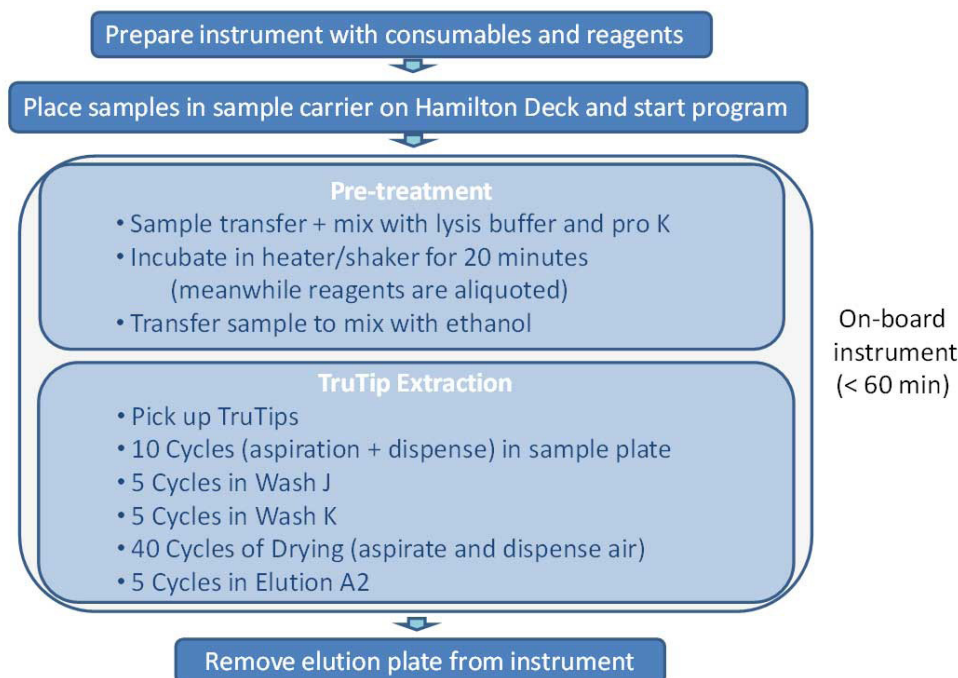 Prepare instrument with consumables and reagents
Place samples in sample carrier on Hamilton Deck and start program
Pre-treatment
• Sample transfer + mix with lysis buffer and pro K
• Incubate in heater/shaker for 20 minutes
(meanwhile reagents are aliquoted)
• Transfer sample to mix with ethanol
TruTip Extraction
• Pick up TruTips
• 10 Cycles (aspiration + dispense) in sample plate
• 5 Cycles in Wash J
• 5 Cycles in Wash K
• 40 Cycles of Drying (aspirate and dispense air)
• 5 Cycles in Elution A2
On-board
instrument
(< 60 min)
Remove elution plate from instrument